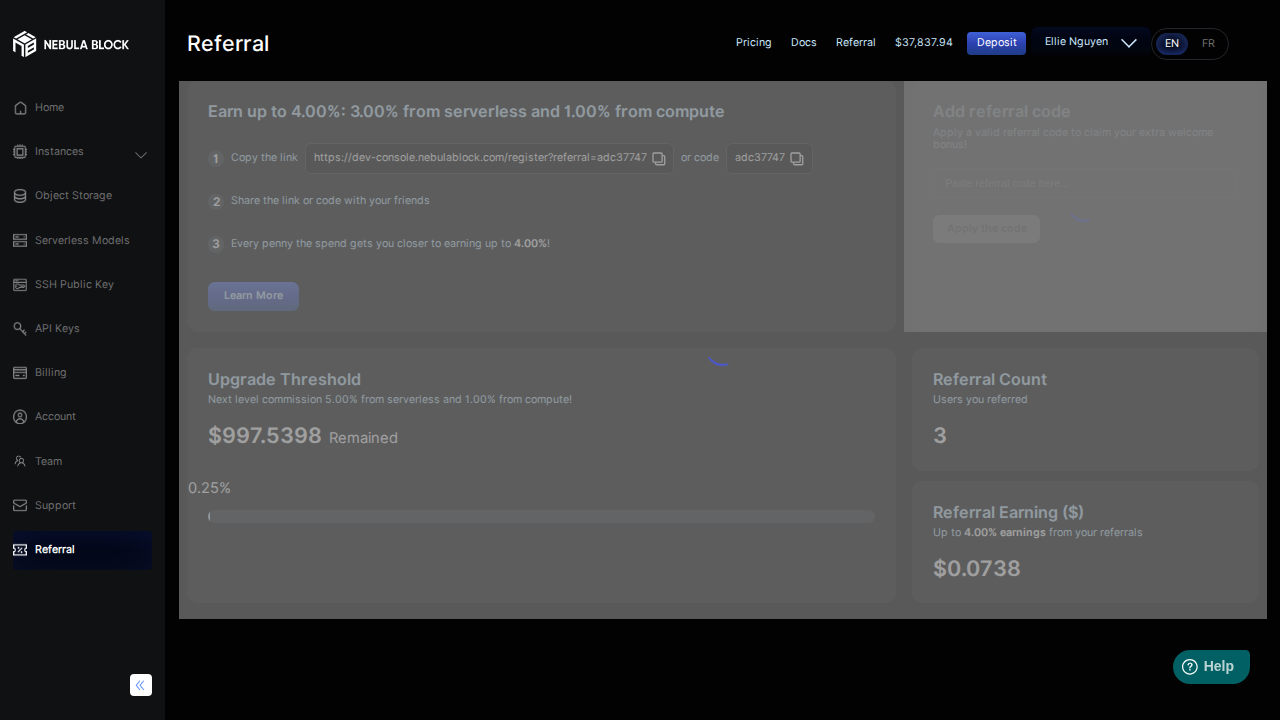 NEBULA BLOCK
Referral
Pricing
Docs
Referral
$37,837.94
Deposit
Ellie Nguyen
EN
FR
Home
Instances
Object Storage
Serverless Models
SSH Public Key
API Keys
Billing
Account
Team
Support
Referral
Earn up to 4.00%: 3.00% from serverless and 1.00% from compute
1 Copy the link https://dev-console.nebulablock.com/register?referral=adc37747 or code adc37747
2 Share the link or code with your friends
3 Every penny the spend gets you closer to earning up to 4.00%!
Learn More
Add referral code
Apply a valid referral code to claim your extra welcome
bonus!
Paste referral code here...
Apply the code
Upgrade Threshold
Next level commission 5.00% from serverless and 1.00% from compute!
$997.5398 Remained
0.25%
Referral Count
Users you referred
3
Referral Earning ($)
Up to 4.00% earnings from your referrals
$0.0738
Help